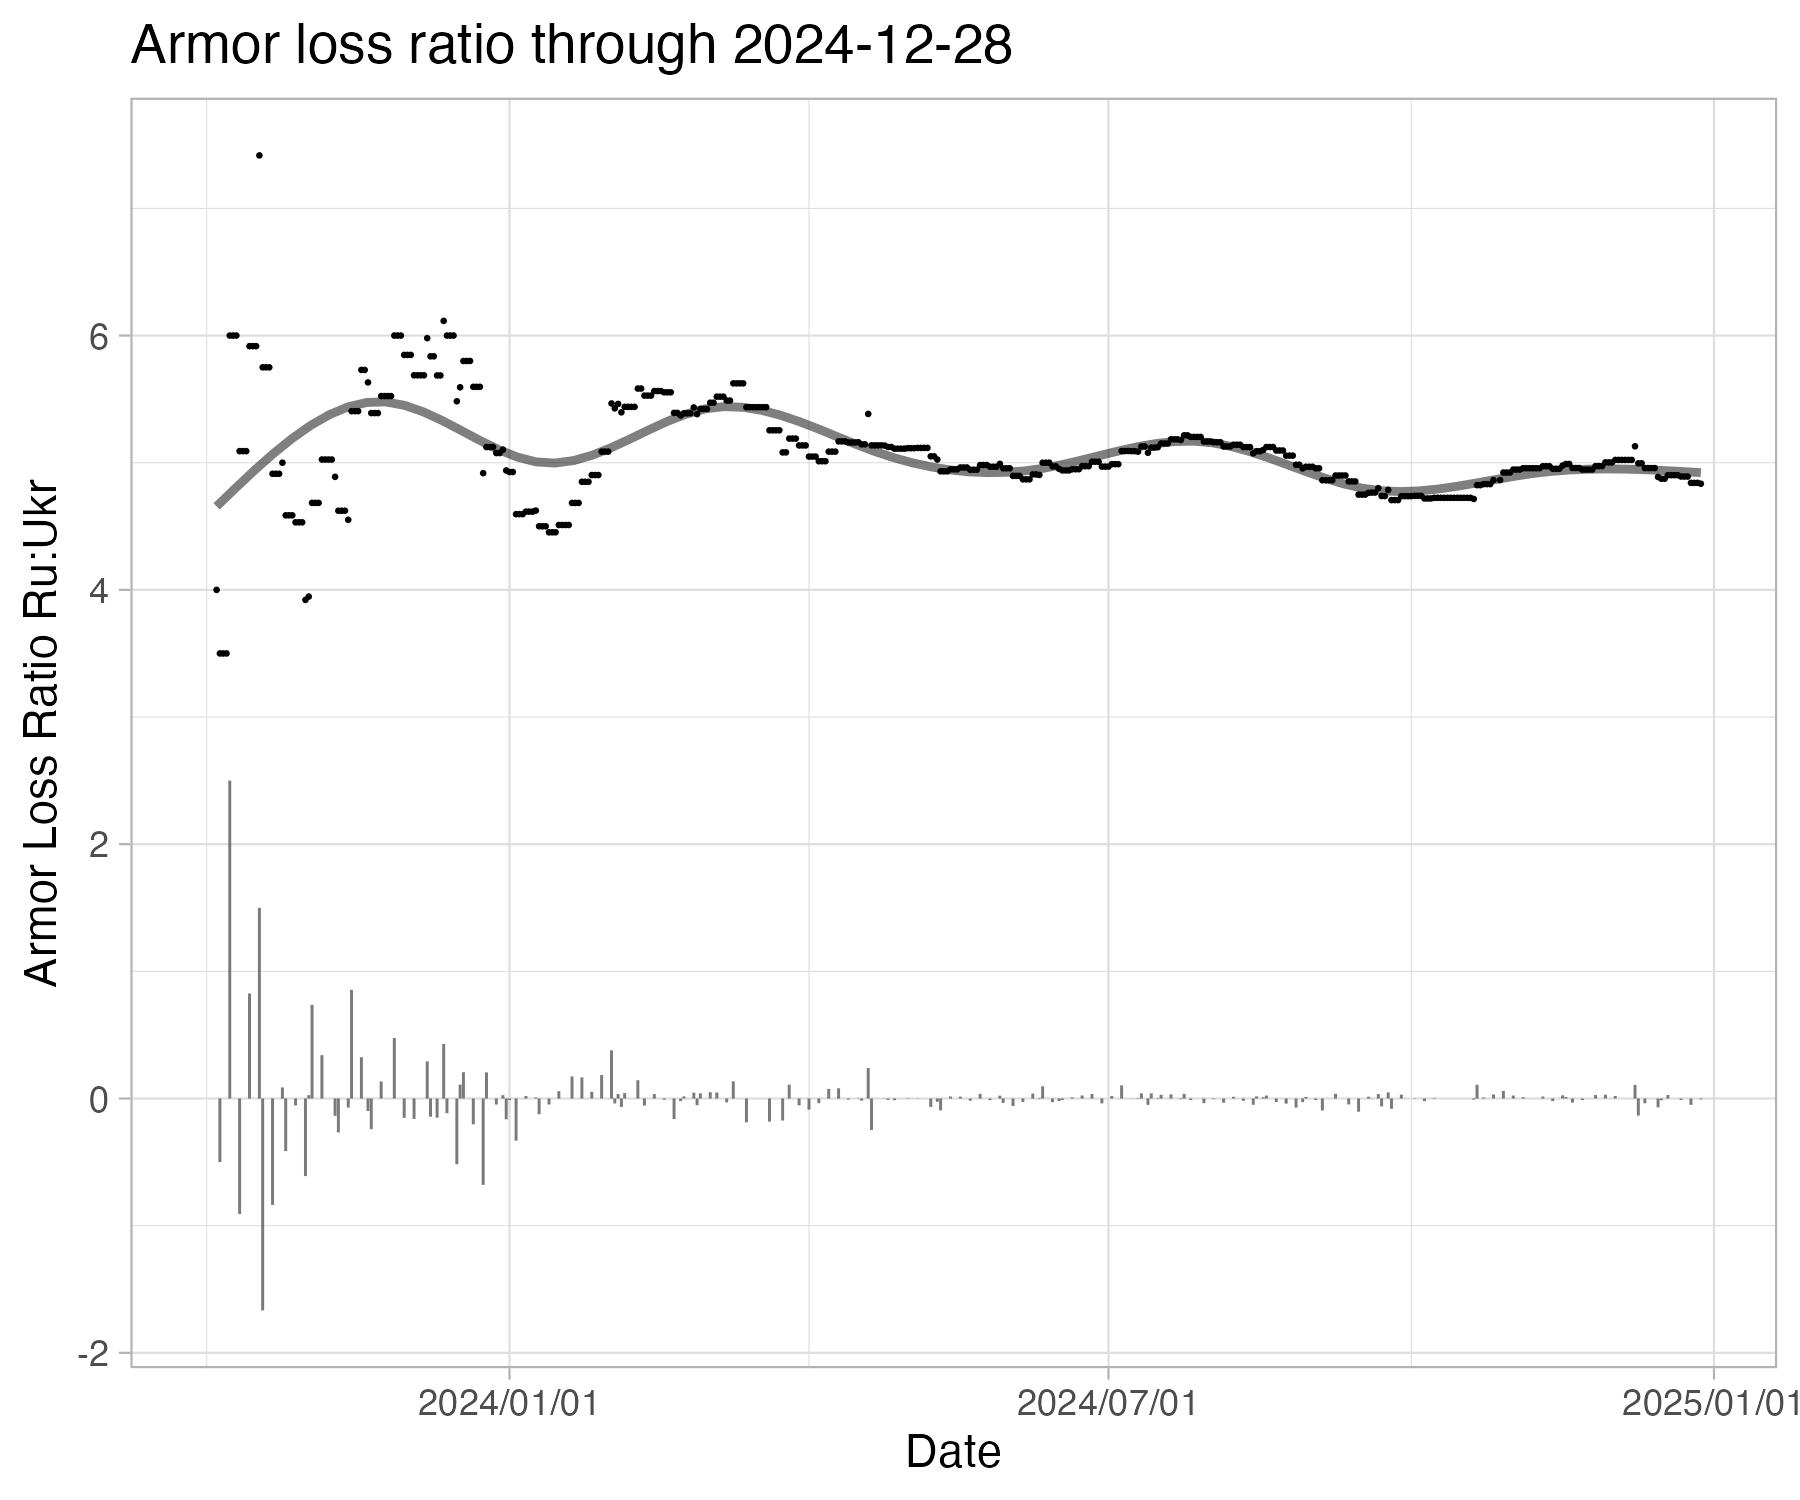 Armor loss ratio through 2024-12-28
Armor Loss Ratio Ru:Ukr
6
4
2
0
-2
2024/01/01
2024/07/01
2025/01/01
Date